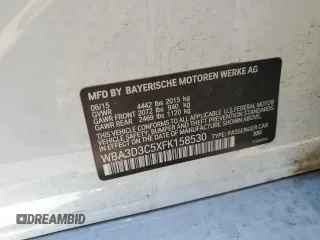 MFD BY BAYERISCHE MOTOREN WERKE AG
06/15
GVWR 4442 lbs 2015 kg
GAWR FRONT 2072 lbs 940 kg
GAWR REAR 2469 lbs 1120 kg
THIS VEHICLE CONFORMS TO ALL APPLICABLE
FEDERAL MOTOR VEHICLE SAFETY, BUMPER
AND THEFT PREVENTION STANDARDS IN EFFECT ON
THE DATE OF MANUFACTURE SHOWN ABOVE.
WBA3D3C5XFK158530 TYPE: PASSENGER CAR
DREAMBID
DREAMBID.COM